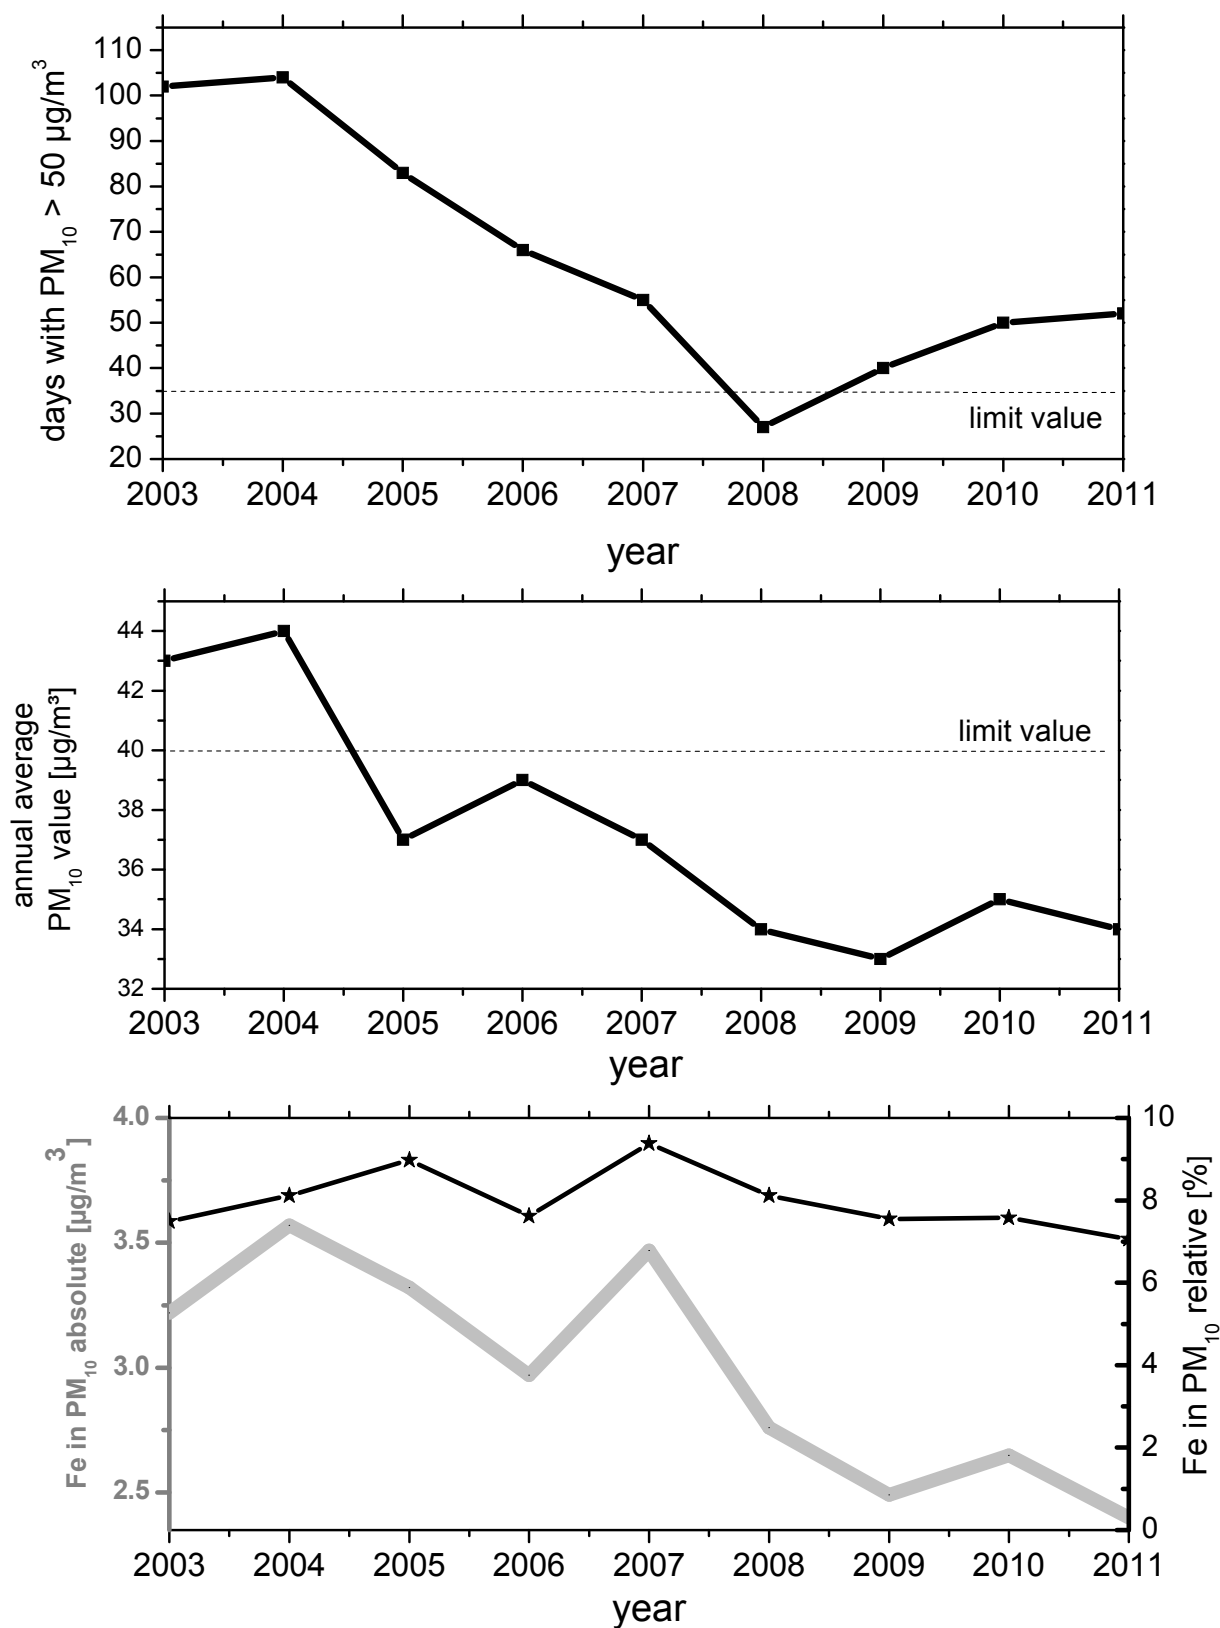 days with PM₁₀ > 50 µg/m³
110
100
90
80
70
60
50
40
30
20
limit value
2003 2004 2005 2006 2007 2008 2009 2010 2011
year
annual average
PM₁₀ value [µg/m³]
44
42
40
38
36
34
32
limit value
2003 2004 2005 2006 2007 2008 2009 2010 2011
year
Fe in PM₁₀ absolute [µg/m³]
4.0
3.5
3.0
2.5
10
8
6
4
2
0
Fe in PM₁₀ relative [%]
2003 2004 2005 2006 2007 2008 2009 2010 2011
year